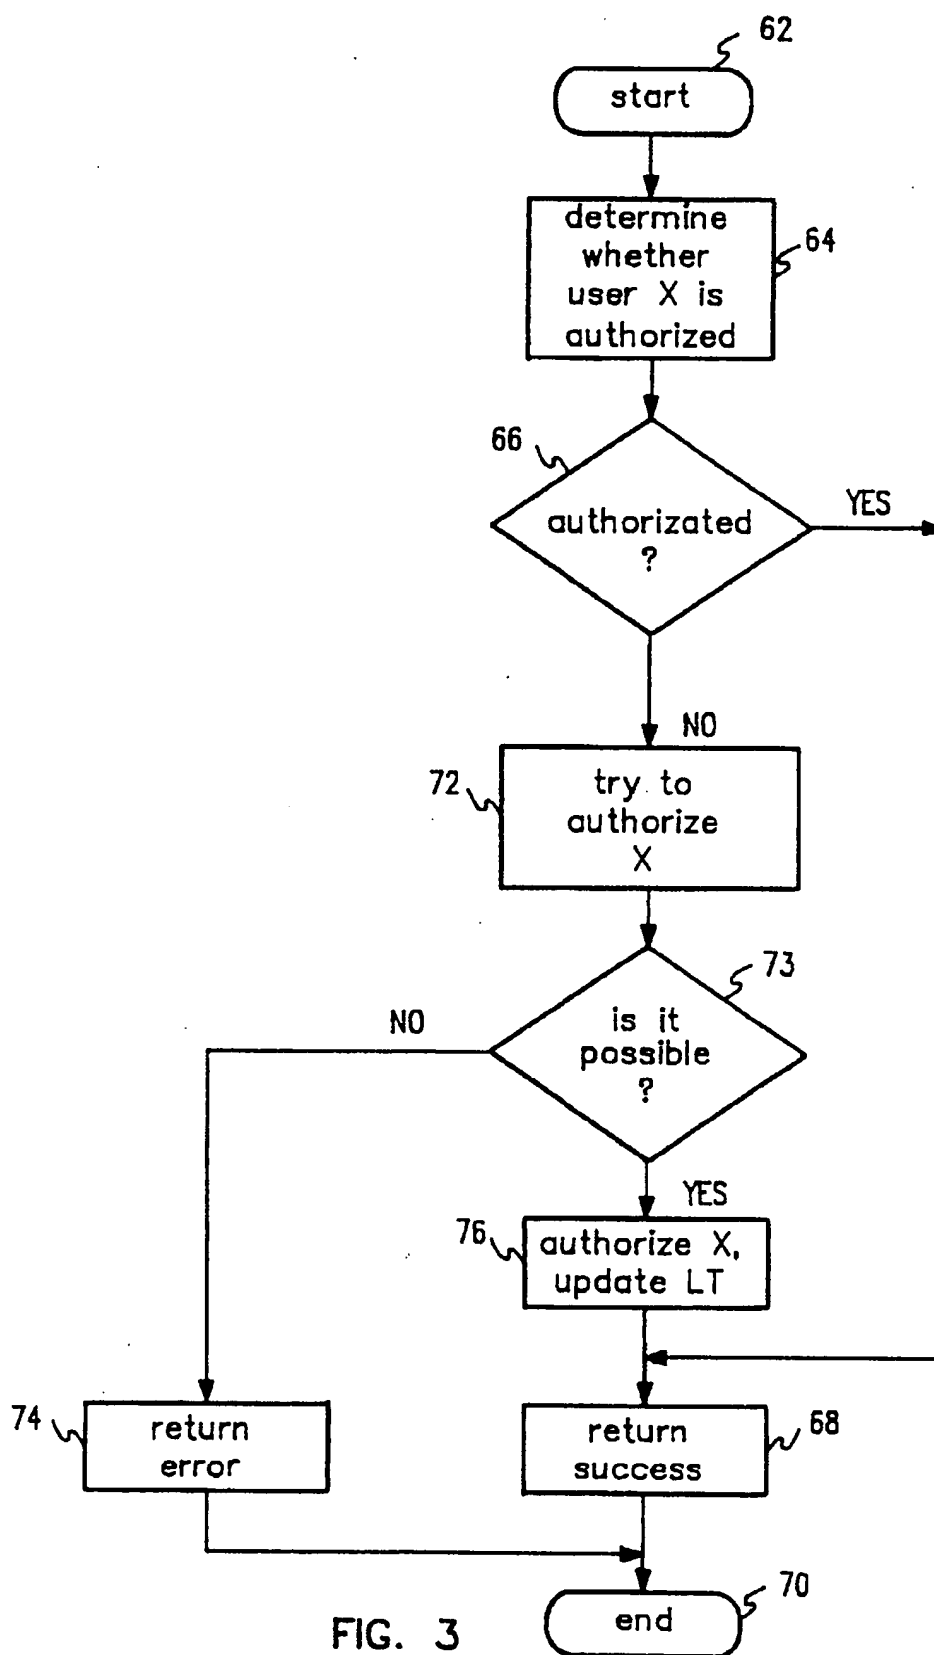 62
start
determine
whether
user X is
authorized
64
66
authorizated
?
YES
NO
72
try to
authorize
X
73
is it
possible
?
NO
YES
76
authorize X,
update LT
74
return
error
return
success
68
70
end
FIG. 3